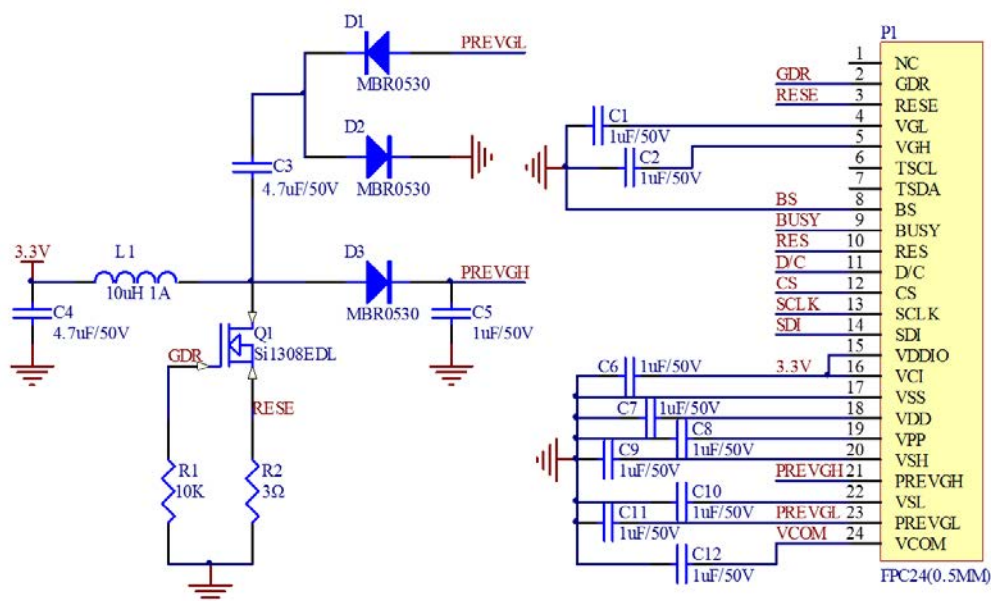 D1
PREVGL
MBR0530
D2
MBR0530
C3
4.7uF/50V
3.3V
L1
10uH 1A
D3
MBR0530
PREVGH
C4
4.7uF/50V
C5
1uF/50V
Q1
Si1308EDL
GDR
RESE
R1
10K
R2
3Ω
P1
1 NC
GDR 2 GDR
RESE 3 RESE
C1 4 VGL
1uF/50V
5 VGH
C2
1uF/50V
6 TSCL
7 TSDA
BS 8 BS
BUSY 9 BUSY
RES 10 RES
D/C 11 D/C
CS 12 CS
SCLK 13 SCLK
SDI 14 SDI
15 VDDIO
C6 1uF/50V 3.3V 16 VCI
17 VSS
C7 1uF/50V 18 VDD
C8 19 VPP
1uF/50V
C9 20 VSH
1uF/50V
PREVGH 21 PREVGH
C10 22 VSL
1uF/50V
C11 PREVGL 23 PREVGL
1uF/50V
VCOM 24 VCOM
C12
1uF/50V
FPC24(0.5MM)